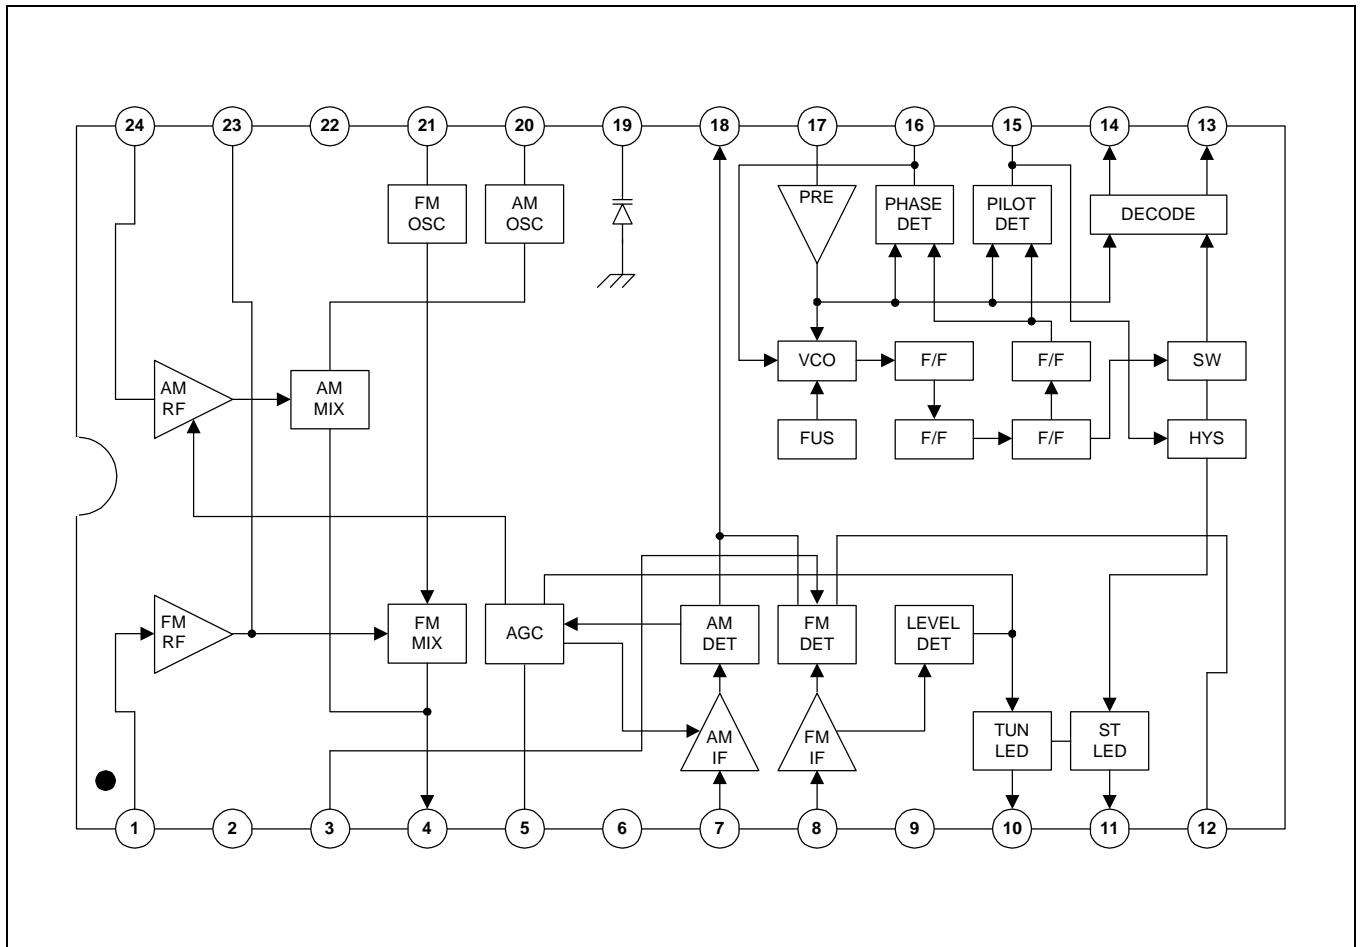 24 23 22 21 20 19 18 17 16 15 14 13
FM
OSC
AM
OSC
PRE
PHASE
DET
PILOT
DET
DECODE
AM
RF
AM
MIX
VCO
F/F
F/F
SW
FUS
F/F
F/F
HYS
FM
RF
FM
MIX
AGC
AM
DET
FM
DET
LEVEL
DET
AM
IF
FM
IF
TUN
LED
ST
LED
1 2 3 4 5 6 7 8 9 10 11 12